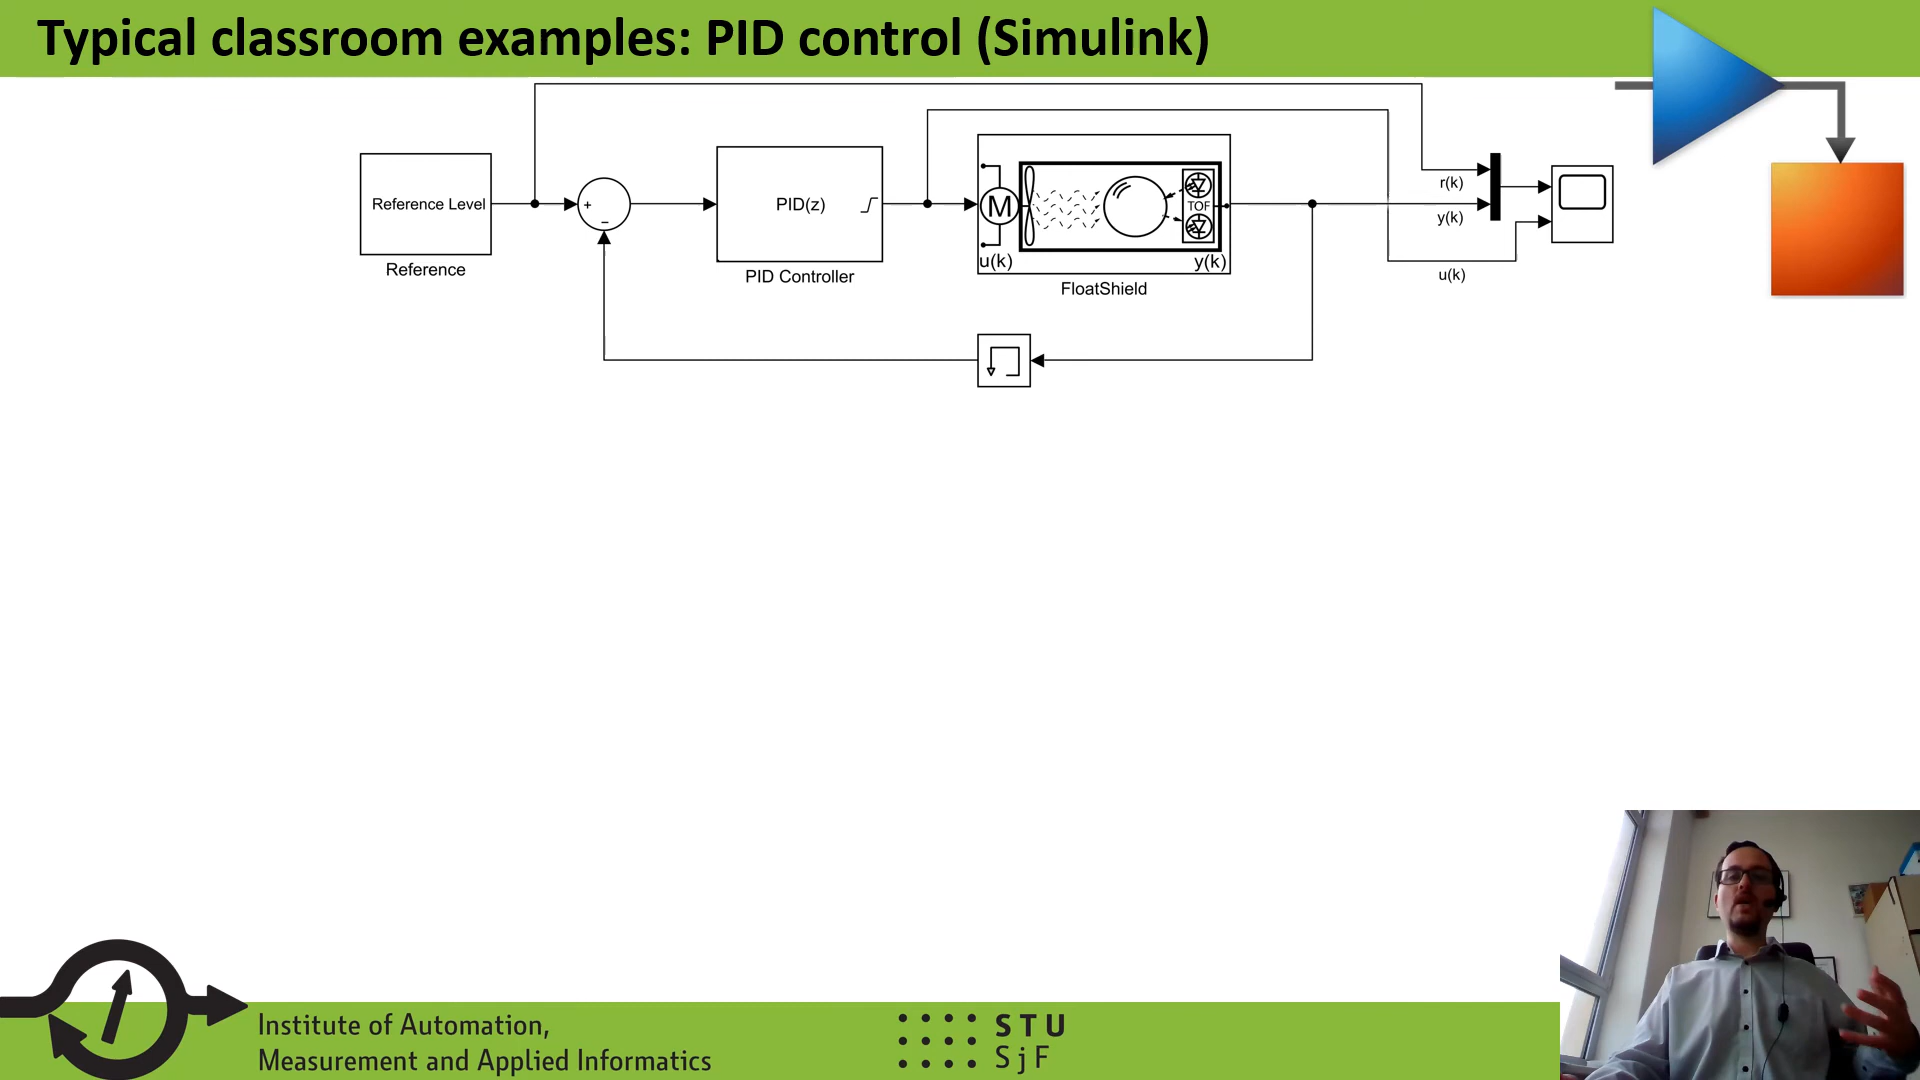 Typical classroom examples: PID control (Simulink)
Reference Level
Reference
+
−
PID(z)
PID Controller
M
TOF
u(k)
y(k)
FloatShield
r(k)
y(k)
u(k)
Institute of Automation,
Measurement and Applied Informatics
STU
SjF